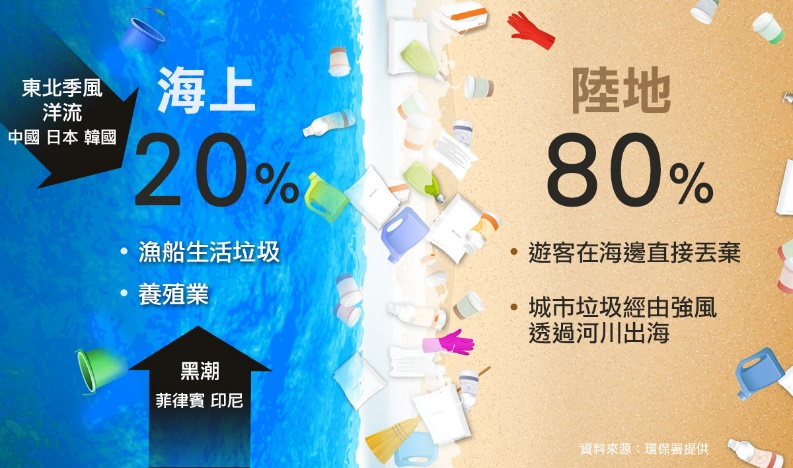 東北季風
洋流
中國 日本 韓國
海上
20%
• 漁船生活垃圾
• 養殖業
黑潮
菲律賓 印尼
陸地
80%
• 遊客在海邊直接丟棄
• 城市垃圾經由強風
透過河川出海
資料來源：環保署提供